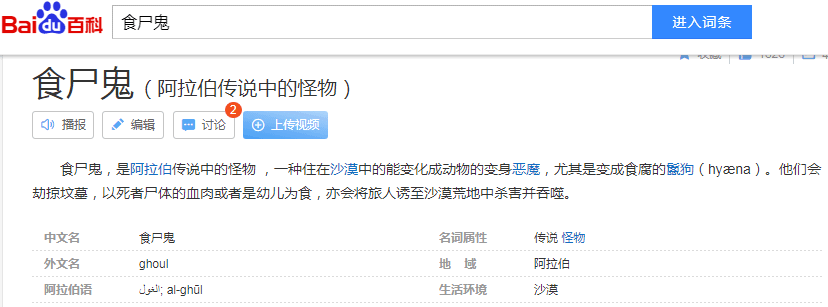 Bai du 百科 食尸鬼 进入词条
收藏
食尸鬼（阿拉伯传说中的怪物）
播报 编辑 讨论 2 上传视频
食尸鬼，是阿拉伯传说中的怪物 ，一种住在沙漠中的能变化成动物的变身恶魔，尤其是变成食腐的鬣狗（hyæna）。他们会
劫掠坟墓，以死者尸体的血肉或者是幼儿为食，亦会将旅人诱至沙漠荒地中杀害并吞噬。
中文名 食尸鬼 名词属性 传说 怪物
外文名 ghoul 地 域 阿拉伯
阿拉伯语 الغول; al-ghūl 生活环境 沙漠